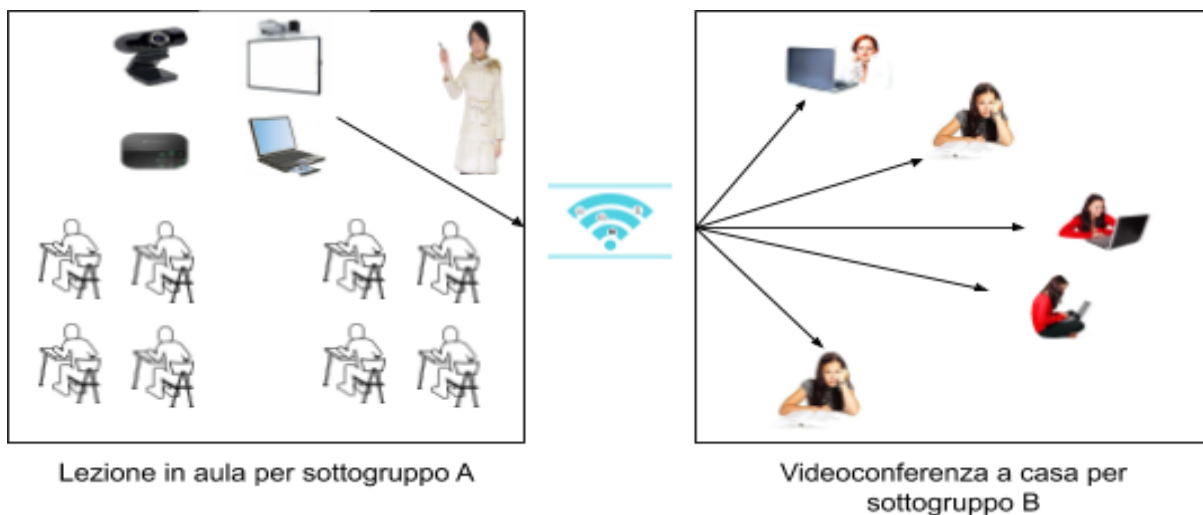 Lezione in aula per sottogruppo A
Videoconferenza a casa per
sottogruppo B